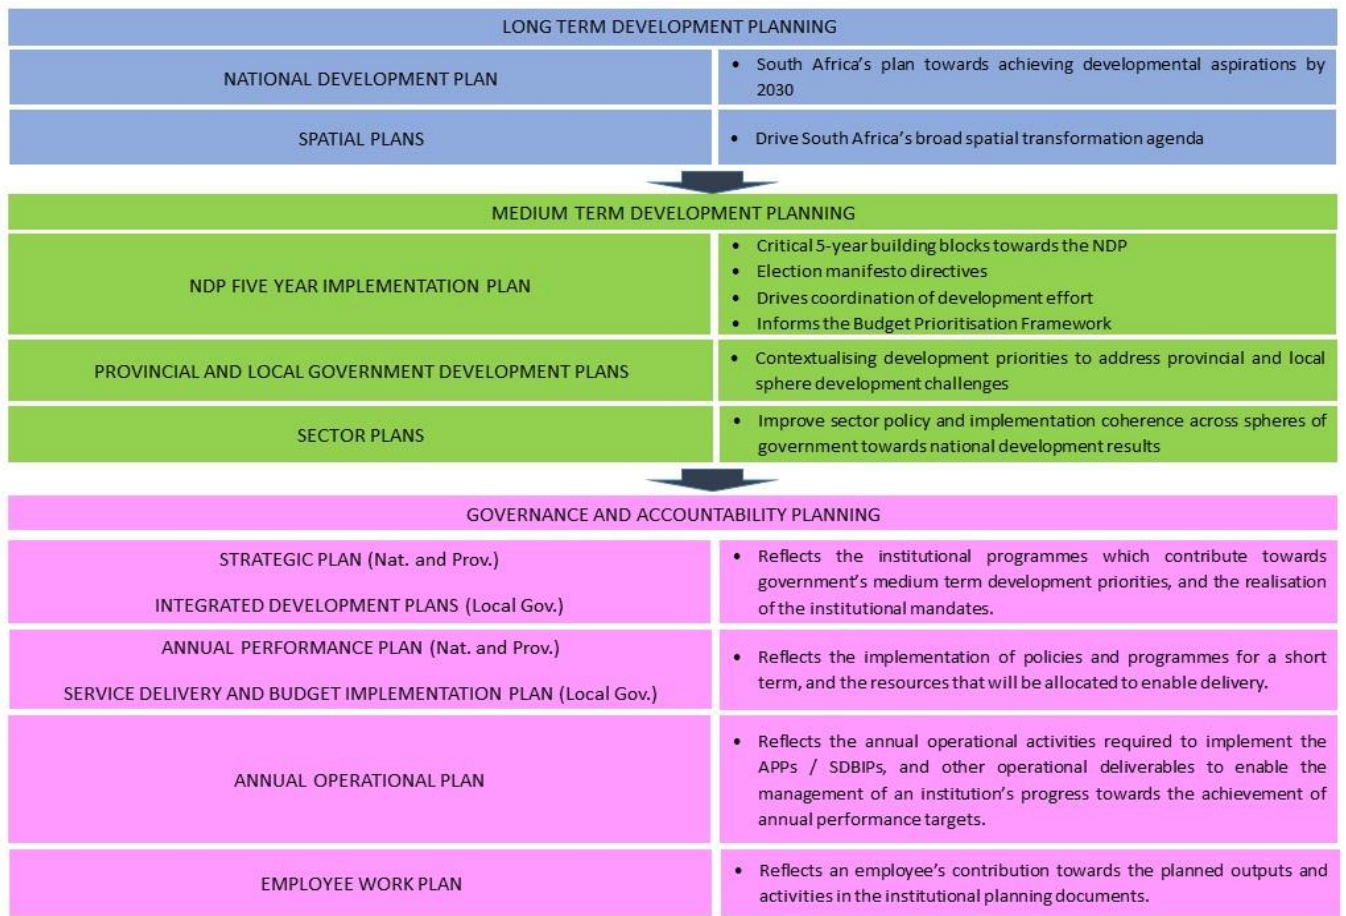 LONG TERM DEVELOPMENT PLANNING
NATIONAL DEVELOPMENT PLAN
• South Africa's plan towards achieving developmental aspirations by
2030
SPATIAL PLANS
• Drive South Africa's broad spatial transformation agenda
MEDIUM TERM DEVELOPMENT PLANNING
NDP FIVE YEAR IMPLEMENTATION PLAN
• Critical 5-year building blocks towards the NDP
• Election manifesto directives
• Drives coordination of development effort
• Informs the Budget Prioritisation Framework
PROVINCIAL AND LOCAL GOVERNMENT DEVELOPMENT PLANS
• Contextualising development priorities to address provincial and local
sphere development challenges
SECTOR PLANS
• Improve sector policy and implementation coherence across spheres of
government towards national development results
GOVERNANCE AND ACCOUNTABILITY PLANNING
STRATEGIC PLAN (Nat. and Prov.)
INTEGRATED DEVELOPMENT PLANS (Local Gov.)
• Reflects the institutional programmes which contribute towards
government's medium term development priorities, and the realisation
of the institutional mandates.
ANNUAL PERFORMANCE PLAN (Nat. and Prov.)
SERVICE DELIVERY AND BUDGET IMPLEMENTATION PLAN (Local Gov.)
• Reflects the implementation of policies and programmes for a short
term, and the resources that will be allocated to enable delivery.
ANNUAL OPERATIONAL PLAN
• Reflects the annual operational activities required to implement the
APPs / SDBIPs, and other operational deliverables to enable the
management of an institution's progress towards the achievement of
annual performance targets.
EMPLOYEE WORK PLAN
• Reflects an employee's contribution towards the planned outputs and
activities in the institutional planning documents.